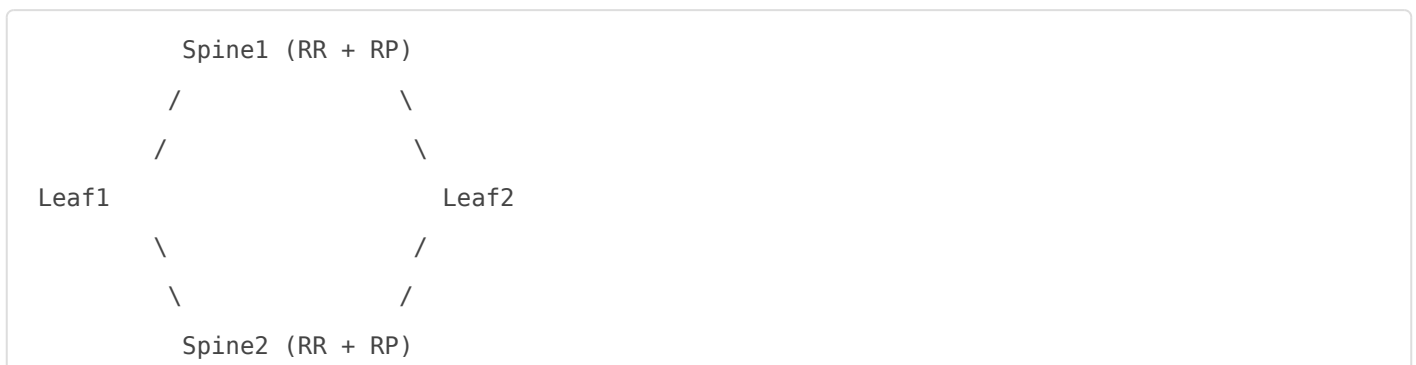 Spine1 (RR + RP)
/ \
/ \
Leaf1 Leaf2
\ /
\ /
Spine2 (RR + RP)